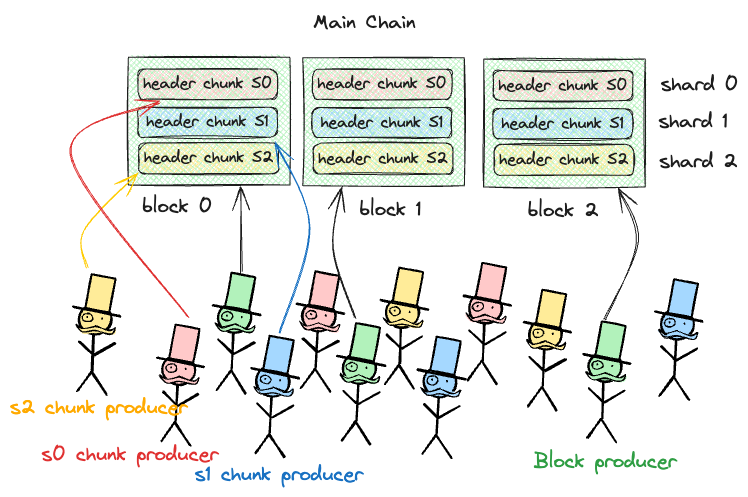 Main Chain
header chunk S0
header chunk S0
header chunk S0
shard 0
header chunk S1
header chunk S1
header chunk S1
shard 1
header chunk S2
header chunk S2
header chunk S2
shard 2
block 0
block 1
block 2
s2 chunk producer
s0 chunk producer
s1 chunk producer
Block producer